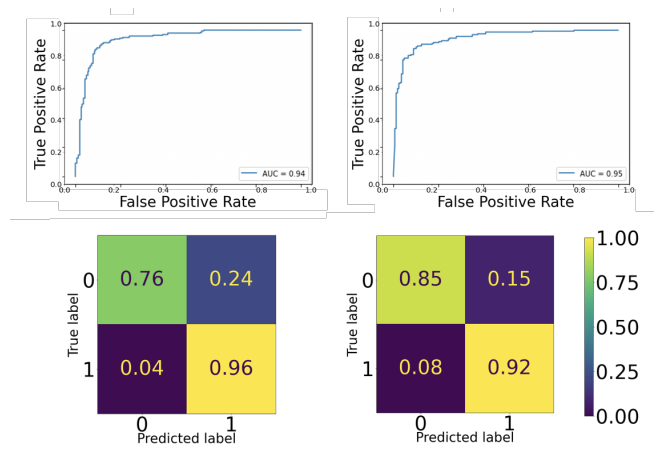 1.0
0.8
0.6
0.4
0.2
0.0
True Positive Rate
AUC = 0.94
0.0 0.2 0.4 0.6 0.8 1.0
False Positive Rate
1.0
0.8
0.6
0.4
0.2
0.0
True Positive Rate
AUC = 0.95
0.0 0.2 0.4 0.6 0.8 1.0
False Positive Rate
True label
0
1
0.76 0.24
0.04 0.96
0 1
Predicted label
True label
0
1
0.85 0.15
0.08 0.92
0 1
Predicted label
1.00
0.75
0.50
0.25
0.00